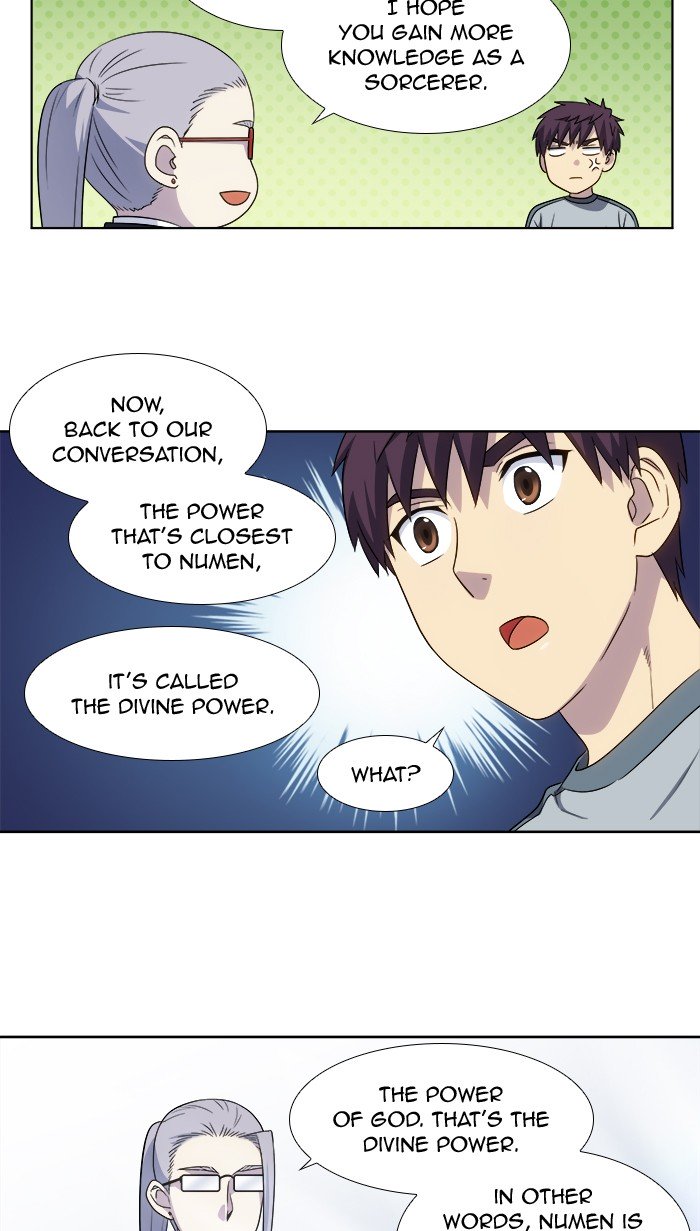 I HOPE
YOU GAIN MORE
KNOWLEDGE AS A
SORCERER.
NOW,
BACK TO OUR
CONVERSATION,
THE POWER
THAT'S CLOSEST
TO NUMEN,
IT'S CALLED
THE DIVINE POWER.
WHAT?
THE POWER
OF GOD. THAT'S THE
DIVINE POWER.
IN OTHER
WORDS, NUMEN IS